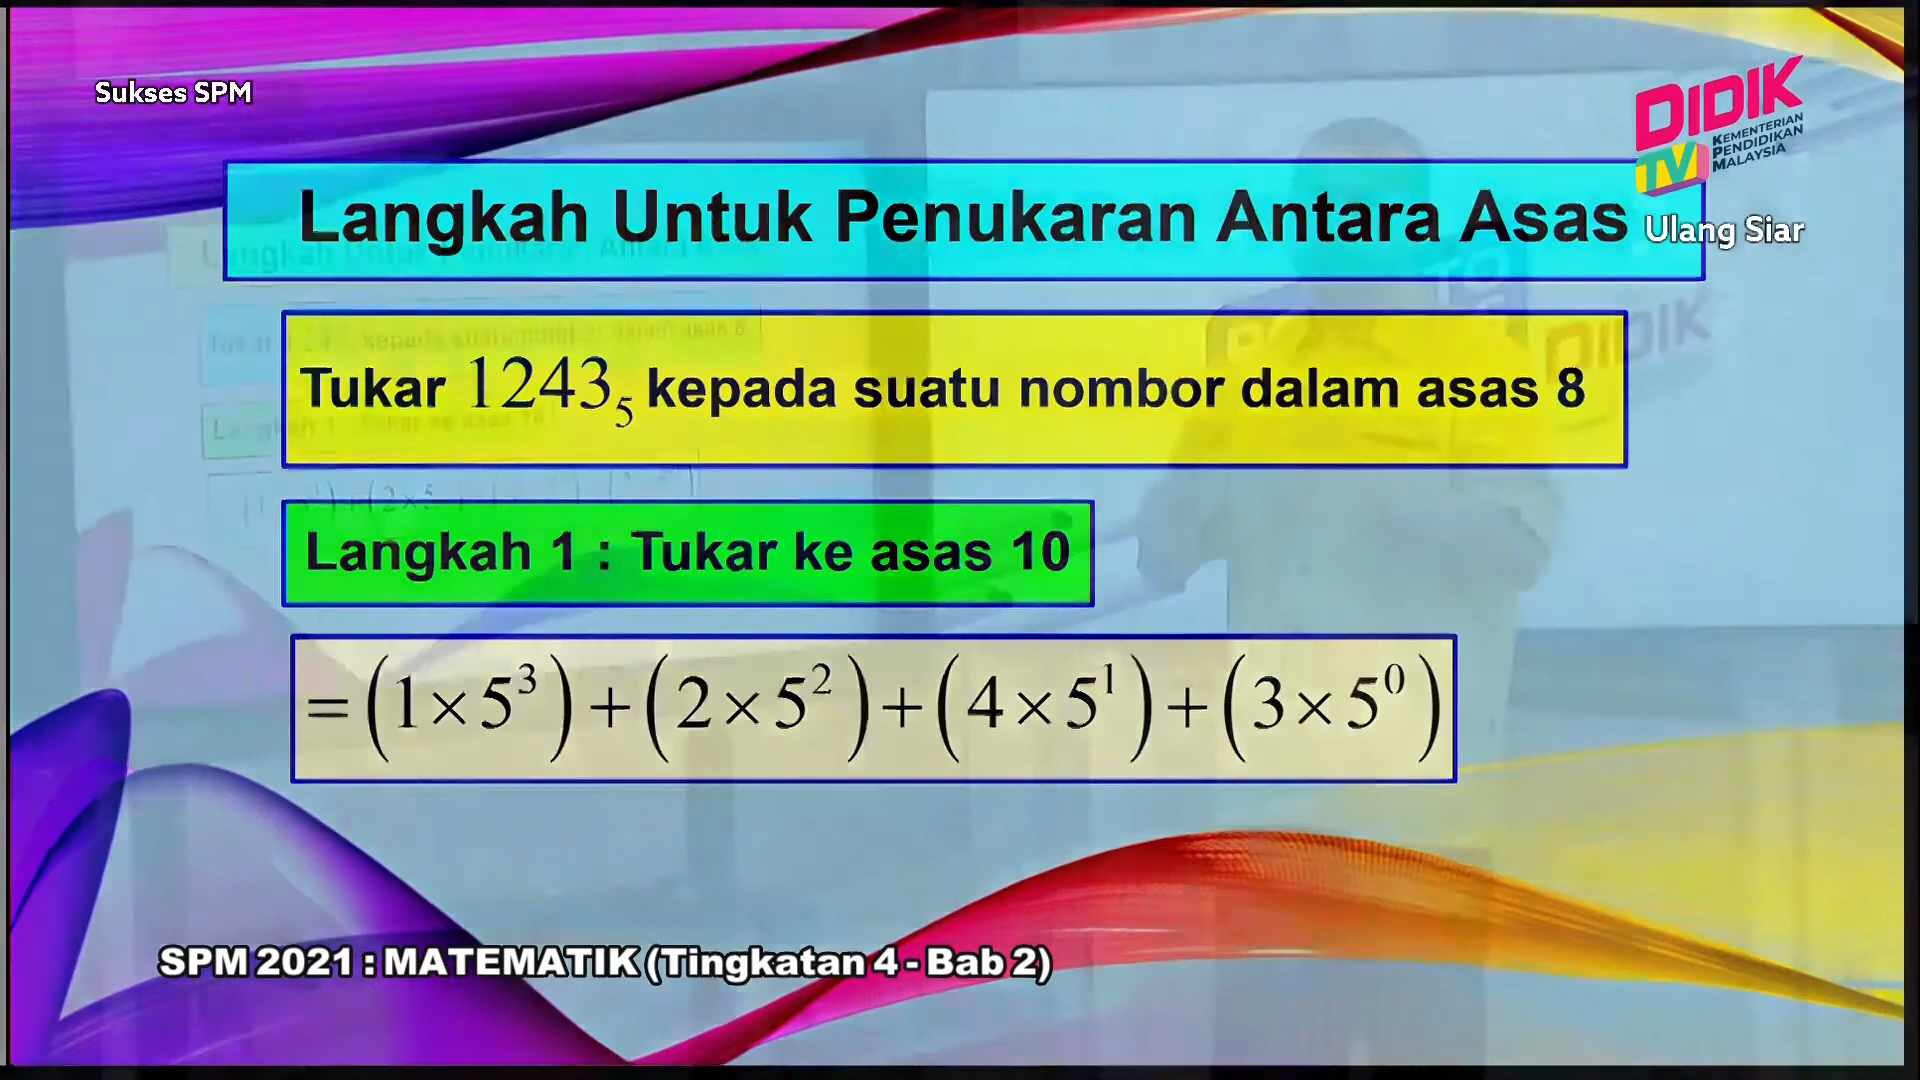 Sukses SPM
DIDIK
TV
KEMENTERIAN
PENDIDIKAN
MALAYSIA
Langkah Untuk Penukaran Antara Asas
Ulang Siar
Tukar 1243₅ kepada suatu nombor dalam asas 8
Langkah 1 : Tukar ke asas 10
= (1 × 5³) + (2 × 5²) + (4 × 5¹) + (3 × 5⁰)
DIDIK
SPM 2021 : MATEMATIK (Tingkatan 4 - Bab 2)